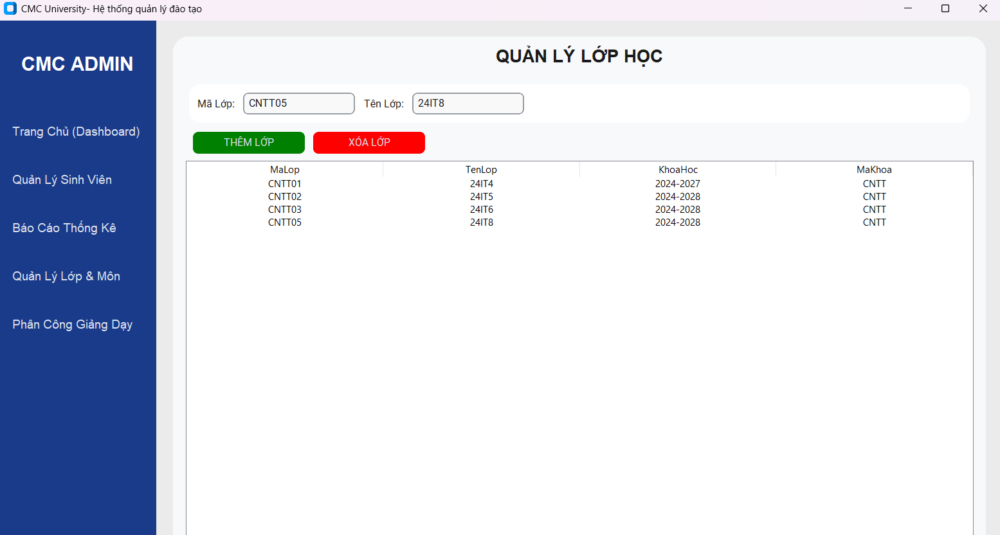 CMC University- Hệ thống quản lý đào tạo
CMC ADMIN
Trang Chủ (Dashboard)
Quản Lý Sinh Viên
Báo Cáo Thống Kê
Quản Lý Lớp & Môn
Phân Công Giảng Dạy
QUẢN LÝ LỚP HỌC
Mã Lớp: CNTT05 Tên Lớp: 24IT8
THÊM LỚP XÓA LỚP
MaLop TenLop KhoaHoc MaKhoa
CNTT01 24IT4 2024-2027 CNTT
CNTT02 24IT5 2024-2028 CNTT
CNTT03 24IT6 2024-2028 CNTT
CNTT05 24IT8 2024-2028 CNTT